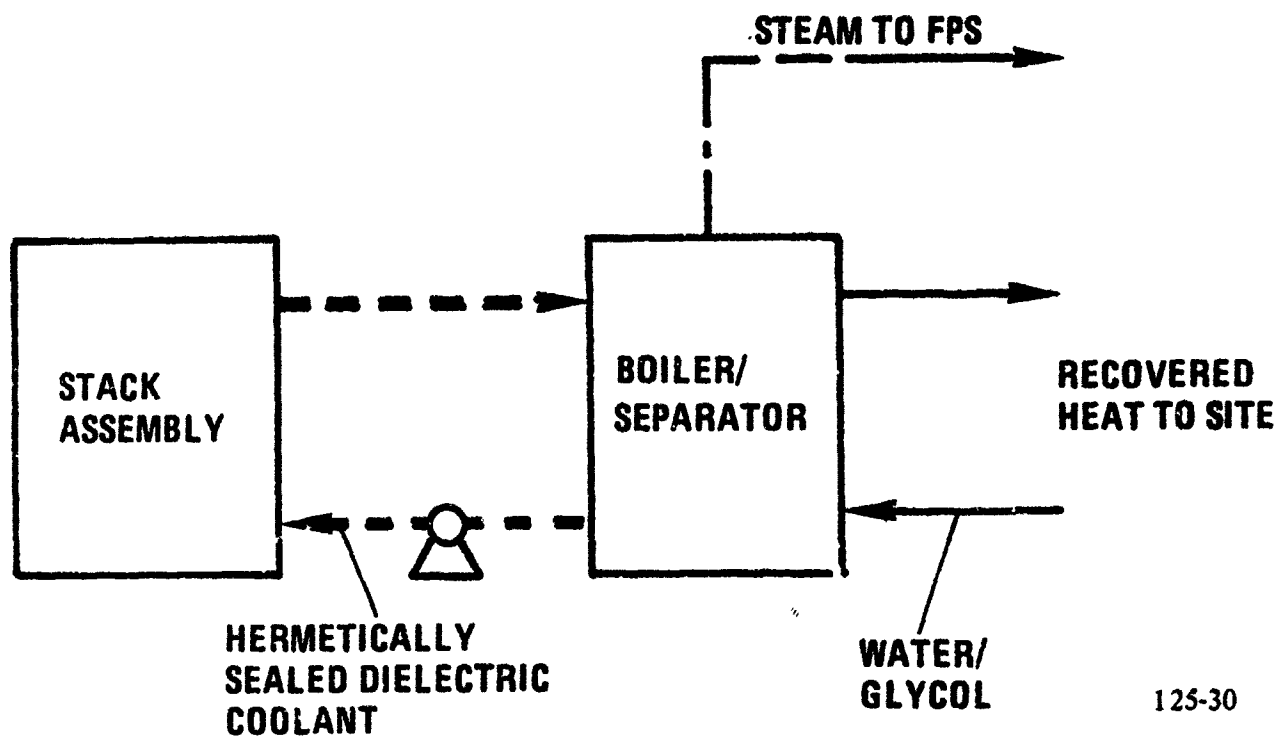 STEAM TO FPS
STACK
ASSEMBLY
BOILER/
SEPARATOR
RECOVERED
HEAT TO SITE
HERMETICALLY
SEALED DIELECTRIC
COOLANT
WATER/
GLYCOL
125-30